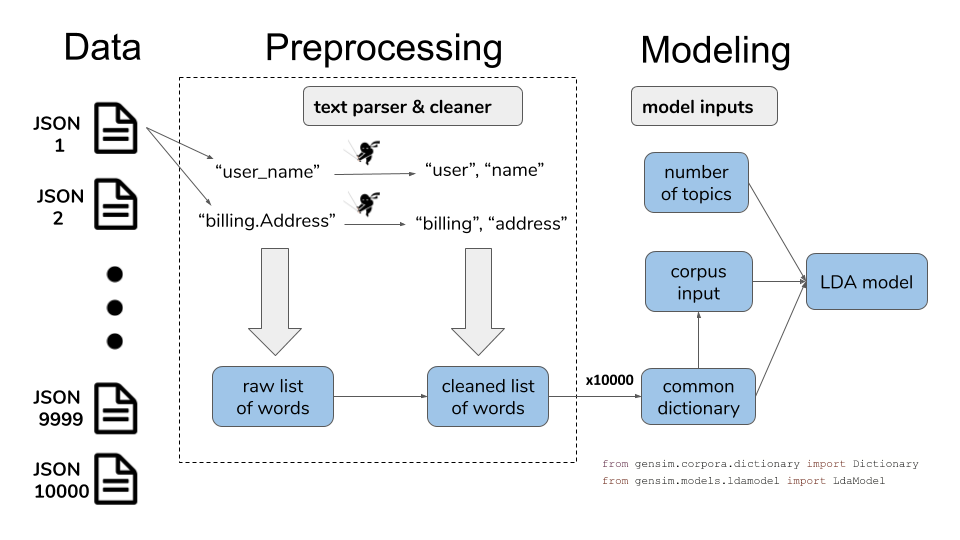 Data
Preprocessing
Modeling
text parser & cleaner
model inputs
JSON
1
“user_name”
“user”, “name”
number
of topics
JSON
2
“billing.Address”
“billing”, “address”
corpus
input
LDA model
raw list
of words
cleaned list
of words
x10000
common
dictionary
JSON
9999
JSON
10000
from gensim.corpora.dictionary import Dictionary
from gensim.models.ldamodel import LdaModel